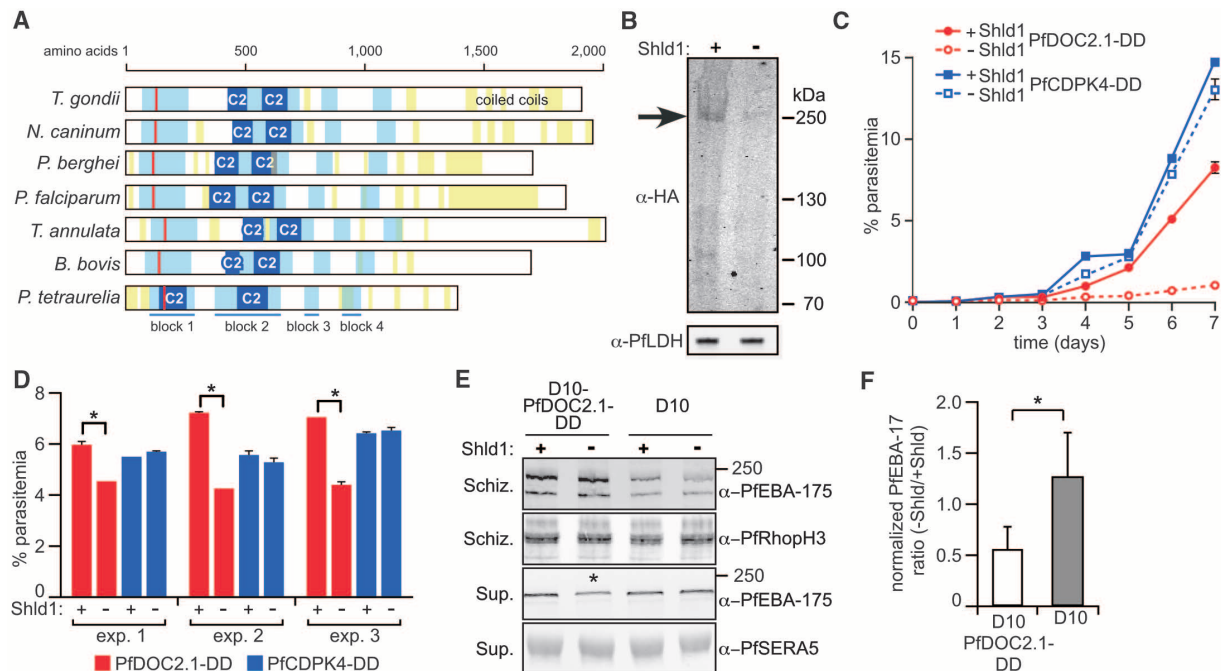 A
amino acids 1 500 1,000 1,500 2,000
T. gondii C2 C2 coiled coils
N. caninum C2 C2
P. berghei C2 C2
P. falciparum C2 C2
T. annulata C2 C2
B. bovis C2 C2
P. tetraurelia C2 C2
block 1 block 2 block 3 block 4
B
Shld1: + -
kDa
250
α-HA
130
100
70
α-PfLDH
C
+ Shld1 PfDOC2.1-DD
- Shld1
+ Shld1 PfCDPK4-DD
- Shld1
% parasitemia
15
10
5
0
0 1 2 3 4 5 6 7
time (days)
D
% parasitemia
8
6
4
2
0
* * *
Shld1: + - + - + - + - + - + -
exp. 1 exp. 2 exp. 3
PfDOC2.1-DD PfCDPK4-DD
E
D10-
PfDOC2.1-
DD
D10
Shld1: + - + -
250
Schiz. α–PfEBA-175
Schiz. α–PfRhopH3
* 250
Sup. α–PfEBA-175
Sup. α–PfSERA5
F
normalized PfEBA-17
ratio (-Shld/+Shld)
2.0
1.5
1.0
0.5
0
*
D10 D10
PfDOC2.1-
DD